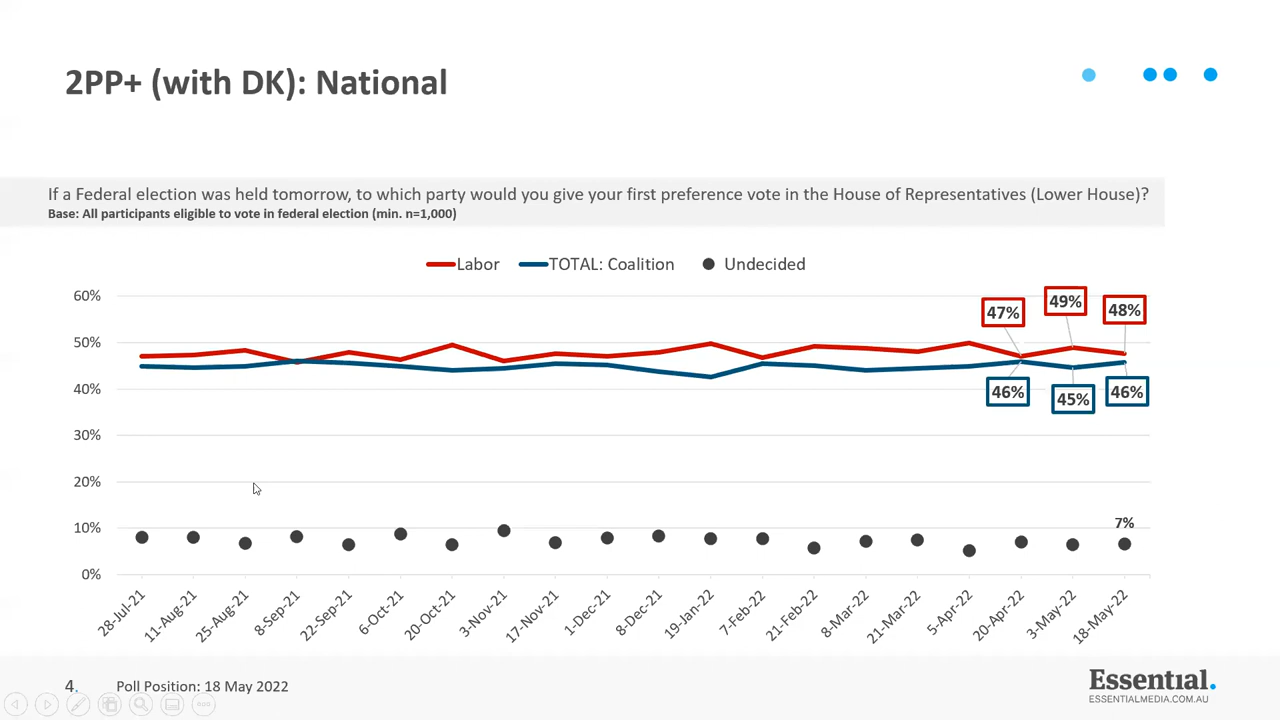 2PP+ (with DK): National
If a Federal election was held tomorrow, to which party would you give your first preference vote in the House of Representatives (Lower House)?
Base: All participants eligible to vote in federal election (min. n=1,000)
Labor TOTAL: Coalition Undecided
60%
50%
40%
30%
20%
10%
0%
47% 49% 48%
46% 45% 46%
7%
28-Jul-21 11-Aug-21 25-Aug-21 8-Sep-21 22-Sep-21 6-Oct-21 20-Oct-21 3-Nov-21 17-Nov-21 1-Dec-21 8-Dec-21 19-Jan-22 7-Feb-22 21-Feb-22 8-Mar-22 21-Mar-22 5-Apr-22 20-Apr-22 3-May-22 18-May-22
4. Poll Position: 18 May 2022
Essential.
ESSENTIALMEDIA.COM.AU